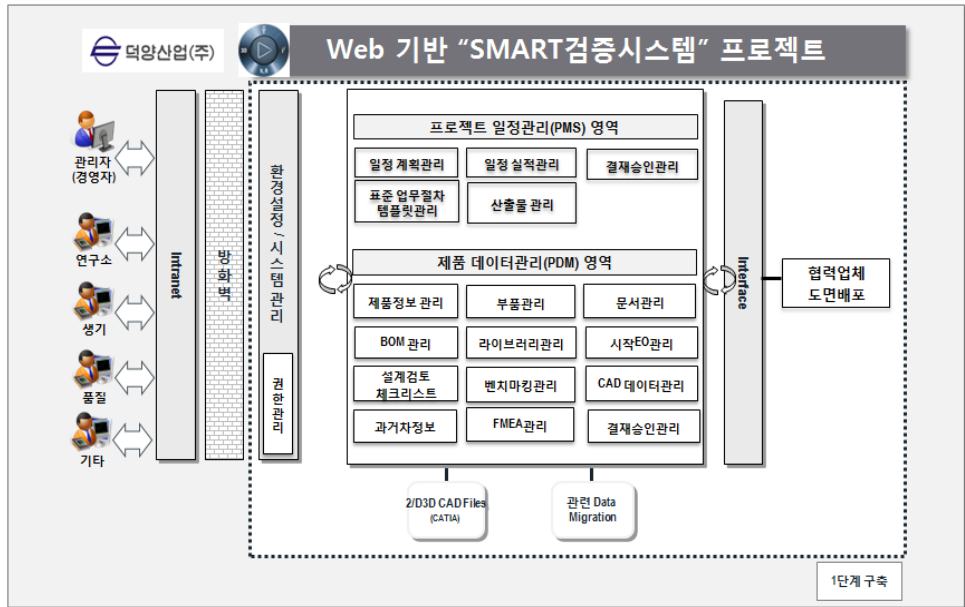 덕양산업(주)
Web 기반 “SMART검증시스템” 프로젝트
관리자
(경영자)
연구소
생기
품질
기타
Intranet
방화벽
환경설정 / 시스템 관리
권한관리
프로젝트 일정관리(PMS) 영역
일정 계획관리
일정 실적관리
결재승인관리
표준 업무절차
템플릿관리
산출물 관리
제품 데이터관리(PDM) 영역
제품정보 관리
부품관리
문서관리
BOM 관리
라이브러리관리
시작EO관리
설계검토
체크리스트
벤치마킹관리
CAD 데이터관리
과거차정보
FMEA관리
결재승인관리
Interface
협력업체
도면배포
2/D3D CAD Files
(CATIA)
관련 Data
Migration
1단계 구축